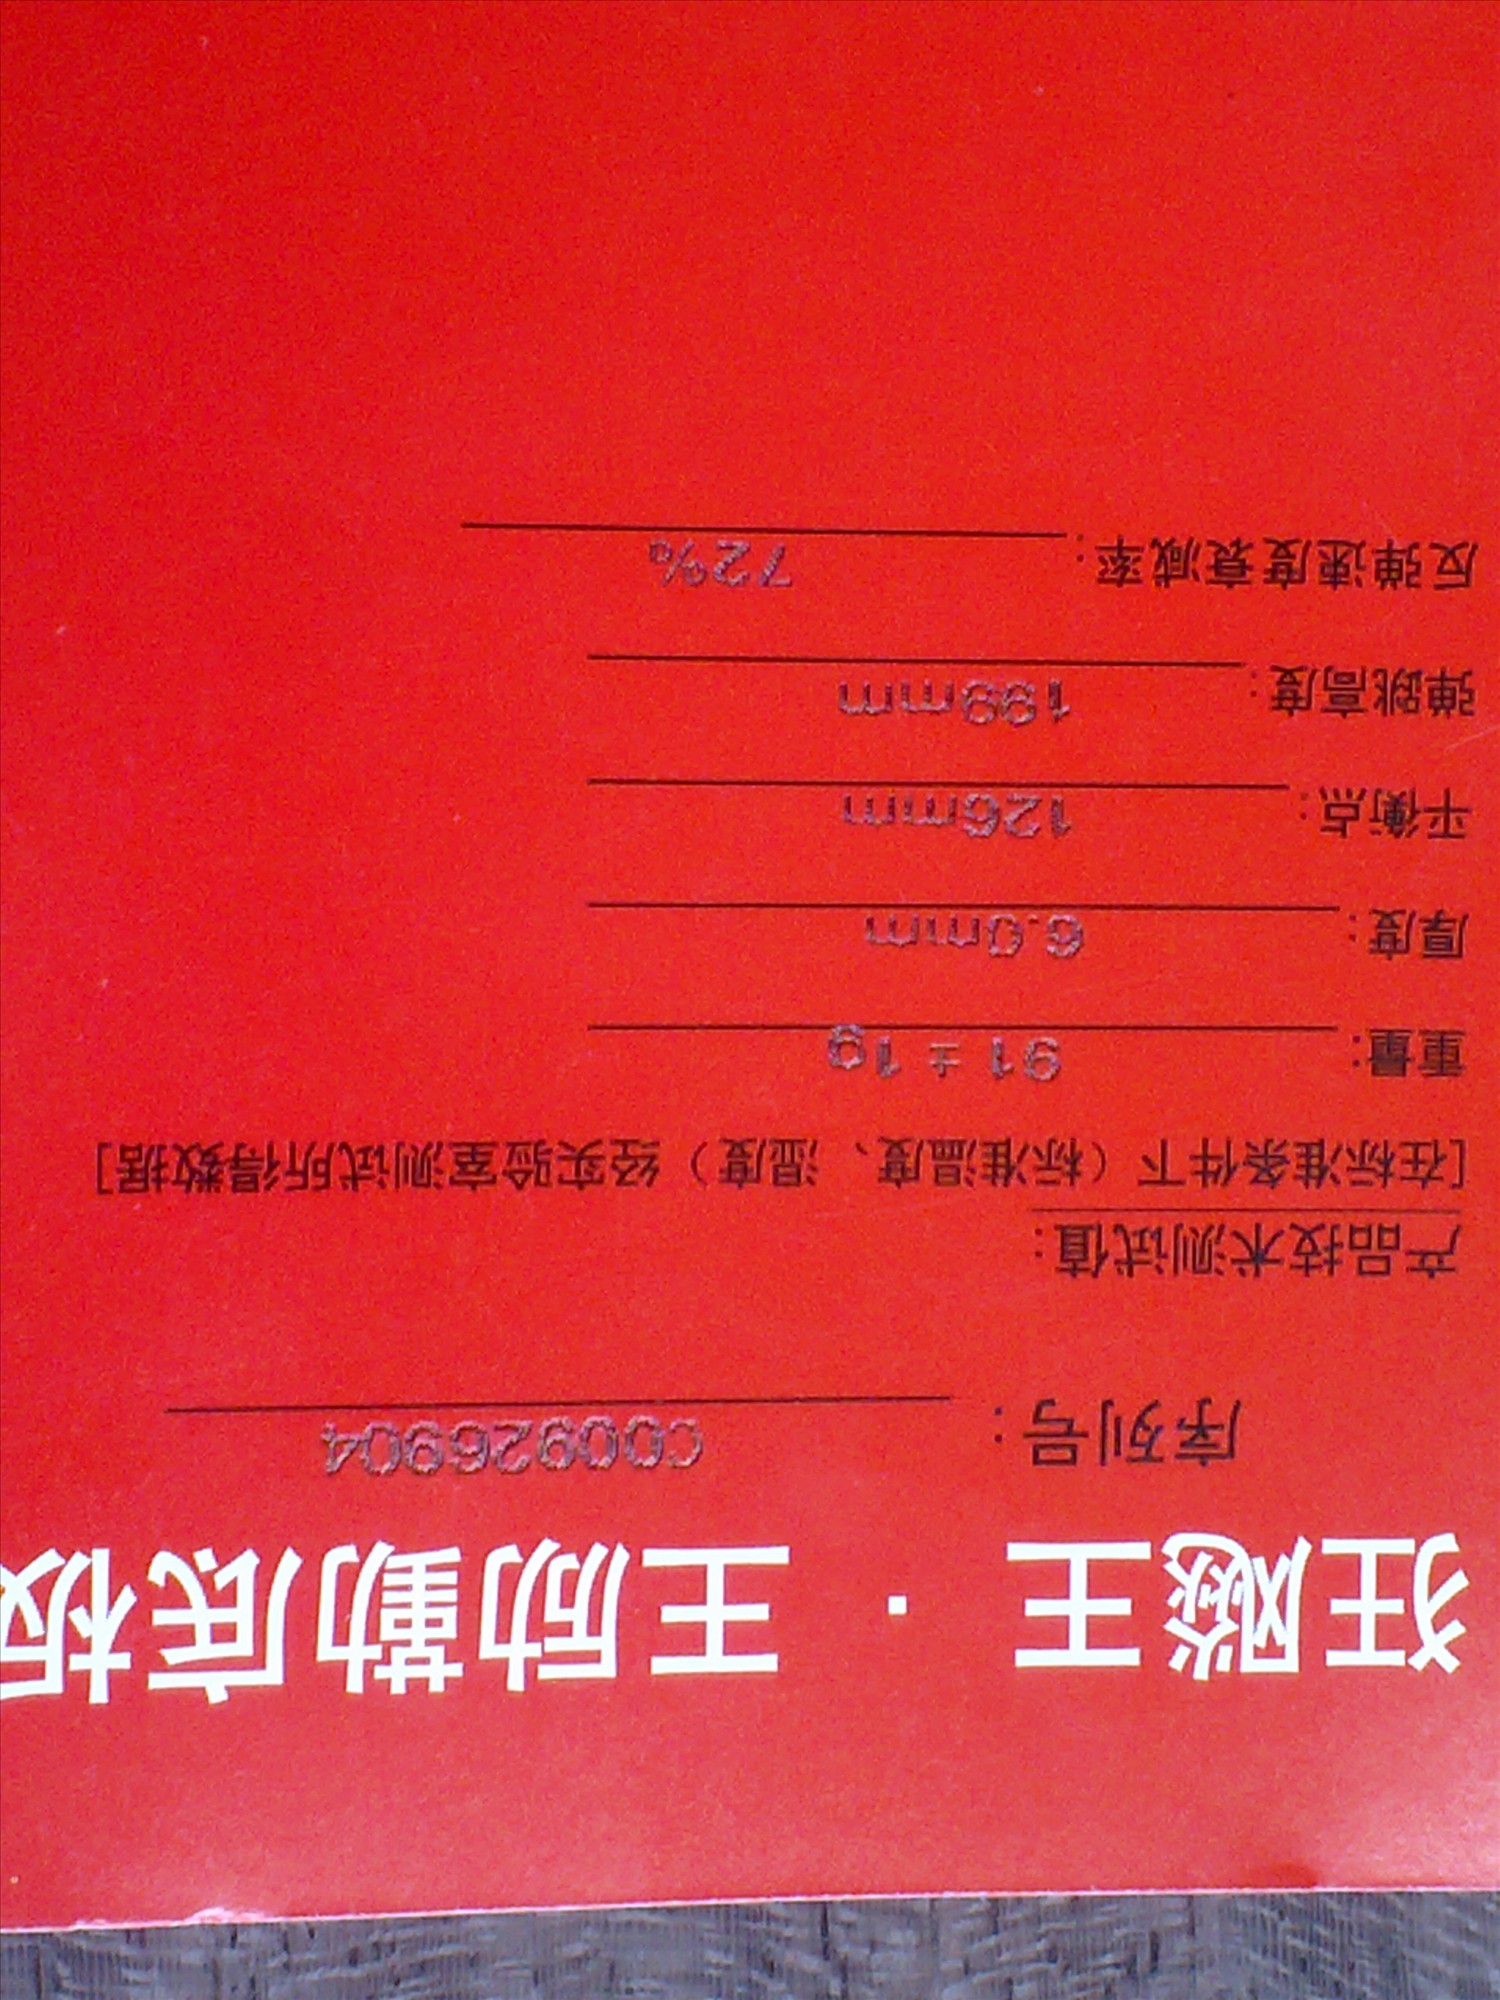 狂飚王 · 王励勤底板
序列号： C00926904
产品技术测试值：
[在标准条件下（标准温度、湿度）经实验室测试所得数据]
重量： 91 ± 1g
厚度： 6.0mm
平衡点： 126mm
弹跳高度： 199mm
反弹速度衰减率： 72%